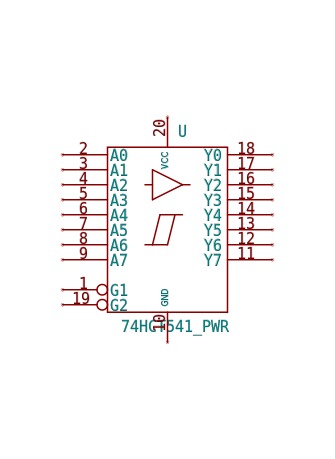 20
U
VCC
2 A0 Y0 18
3 A1 Y1 17
4 A2 Y2 16
5 A3 Y3 15
6 A4 Y4 14
7 A5 Y5 13
8 A6 Y6 12
9 A7 Y7 11
1 G1
19 G2
GND
10
74HCT541_PWR